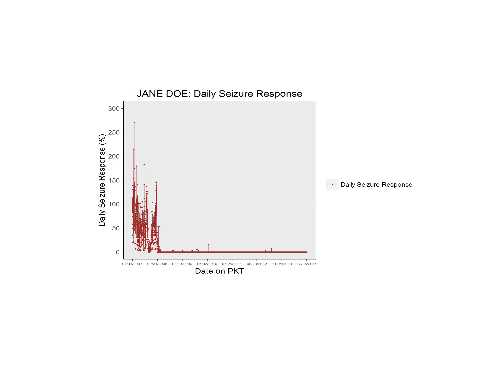 JANE DOE: Daily Seizure Response
300
250
200
150
100
50
0
Daily Seizure Response (%)
Date on PKT
Daily Seizure Response